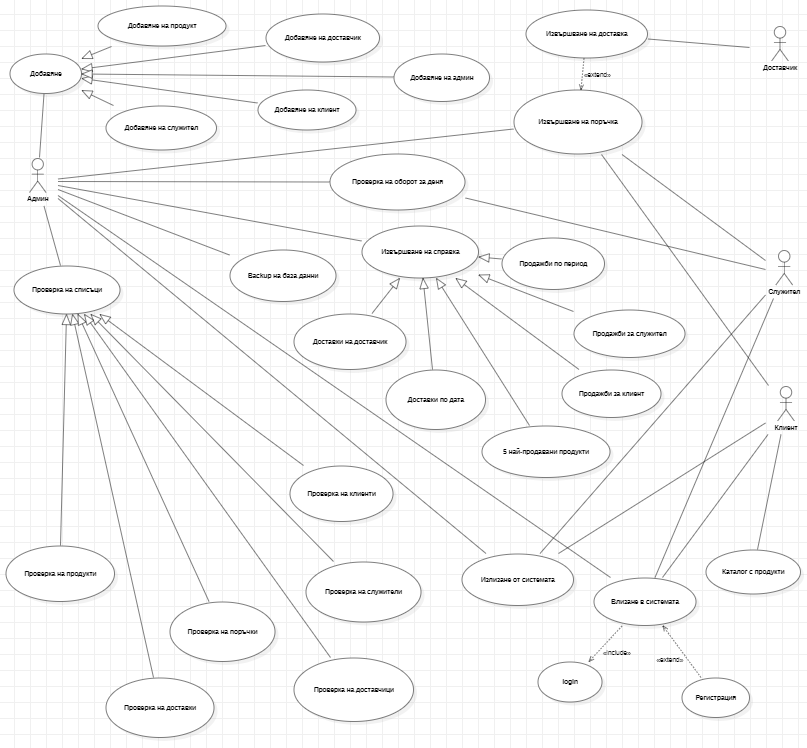 Добавяне на продукт
Извършване на доставка
Добавяне на доставчик
Доставчик
Добавяне
«extend»
Добавяне на админ
Добавяне на клиент
Извършване на поръчка
Добавяне на служител
Проверка на оборот за деня
Админ
Извършване на справка
Продажби по период
Backup на база данни
Проверка на списъци
Служител
Продажби за служител
Доставки на доставчик
Продажби за клиент
Доставки по дата
Клиент
5 най-продавани продукти
Проверка на клиенти
Проверка на продукти
Каталог с продукти
Излизане от системата
Проверка на служители
Влизане в системата
Проверка на поръчки
«include»
«extend»
login
Проверка на доставчици
Регистрация
Проверка на доставки